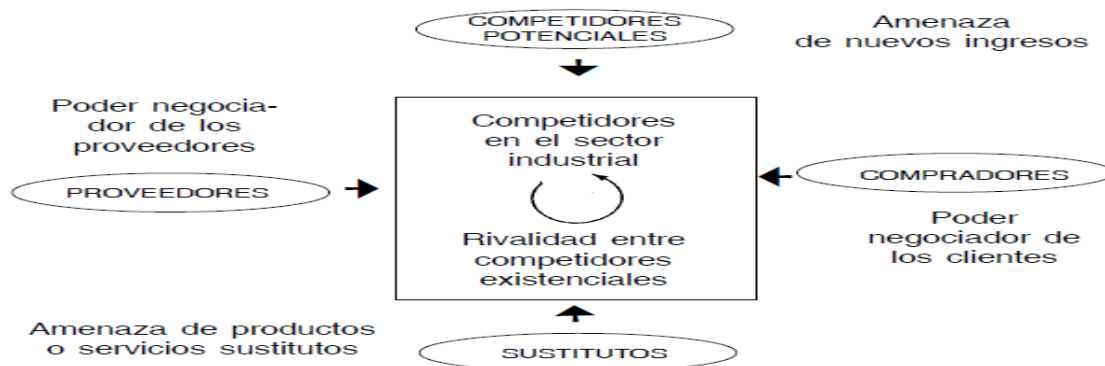 COMPETIDORES
POTENCIALES
Amenaza
de nuevos ingresos
Poder negocia-
dor de los
proveedores
PROVEEDORES
Competidores
en el sector
industrial
Rivalidad entre
competidores
existenciales
COMPRADORES
Poder
negociador de
los clientes
Amenaza de productos
o servicios sustitutos
SUSTITUTOS